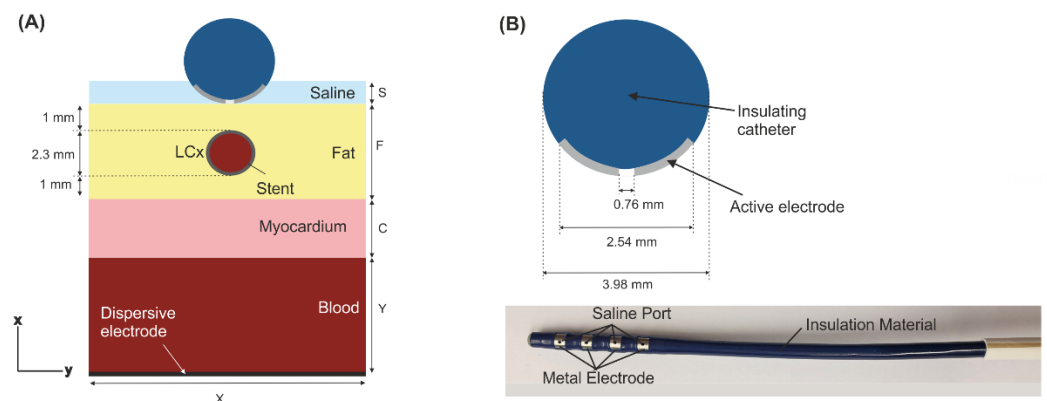 (A)
Saline
S
1 mm
2.3 mm
LCx
Fat
F
Stent
1 mm
Myocardium
C
Blood
Y
Dispersive
electrode
x
y
X
(B)
Insulating
catheter
Active electrode
0.76 mm
2.54 mm
3.98 mm
Saline Port
Insulation Material
Metal Electrode